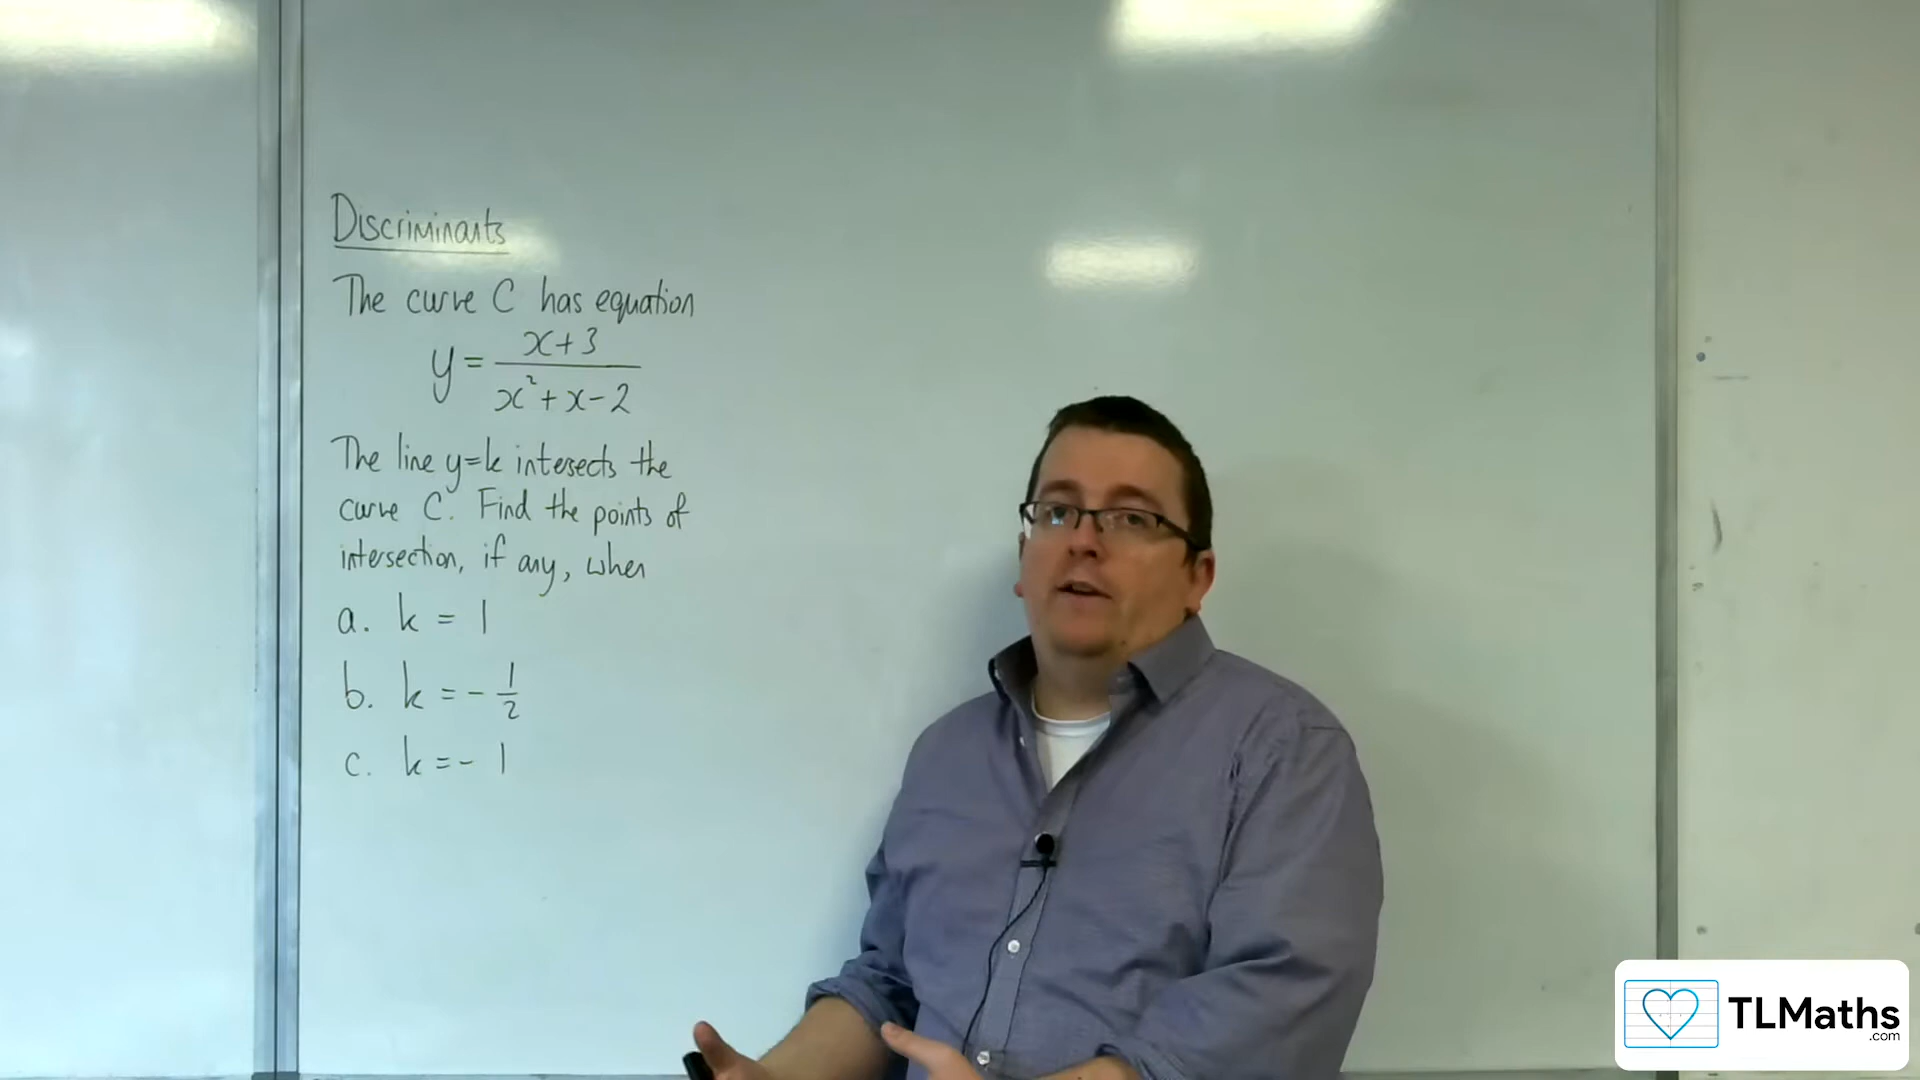 Discriminants
The curve C has equation
y = x+3 / x²+x-2
The line y=k intersects the
curve C. Find the points of
intersection, if any, when
a. k = 1
b. k = - 1/2
c. k = - 1
TLMaths
.com